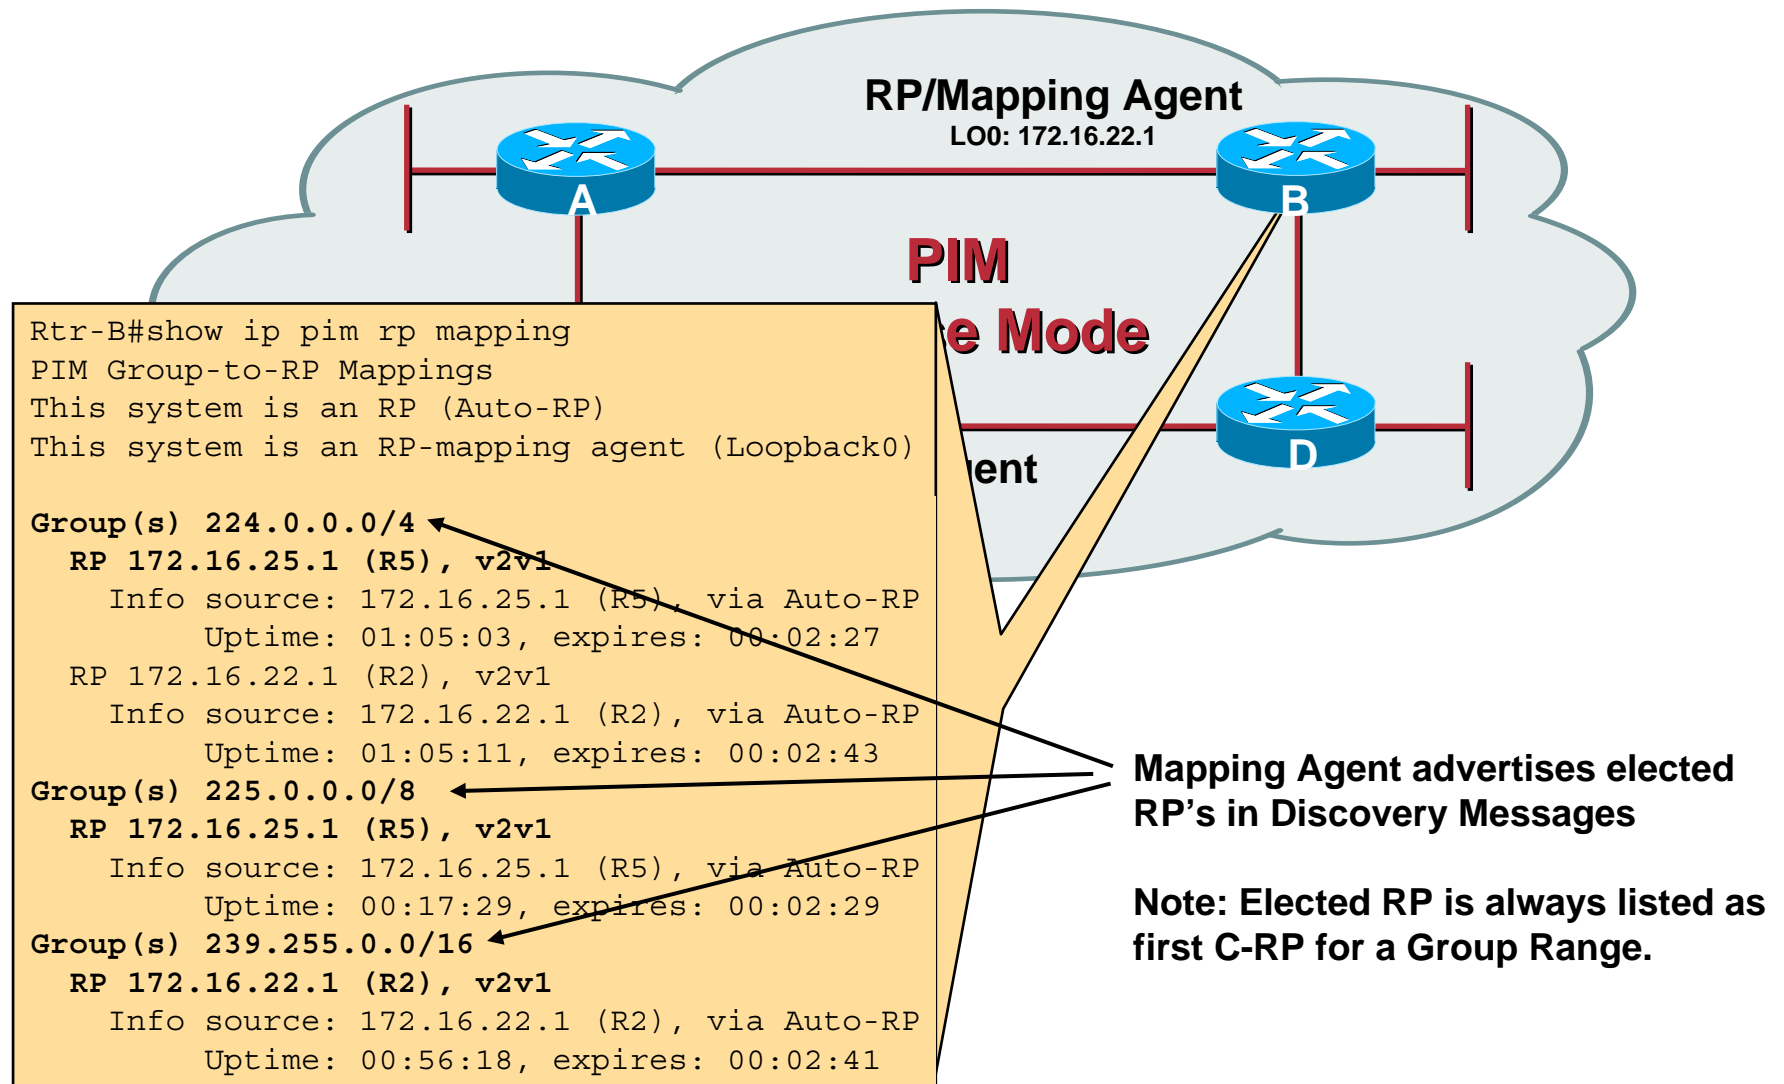 RP/Mapping Agent
LO0: 172.16.22.1
A
B
PIM
e Mode
D
ent
Rtr-B#show ip pim rp mapping
PIM Group-to-RP Mappings
This system is an RP (Auto-RP)
This system is an RP-mapping agent (Loopback0)
Group(s) 224.0.0.0/4
RP 172.16.25.1 (R5), v2v1
Info source: 172.16.25.1 (R5), via Auto-RP
Uptime: 01:05:03, expires: 00:02:27
RP 172.16.22.1 (R2), v2v1
Info source: 172.16.22.1 (R2), via Auto-RP
Uptime: 01:05:11, expires: 00:02:43
Group(s) 225.0.0.0/8
RP 172.16.25.1 (R5), v2v1
Info source: 172.16.25.1 (R5), via Auto-RP
Uptime: 00:17:29, expires: 00:02:29
Group(s) 239.255.0.0/16
RP 172.16.22.1 (R2), v2v1
Info source: 172.16.22.1 (R2), via Auto-RP
Uptime: 00:56:18, expires: 00:02:41
Mapping Agent advertises elected
RP’s in Discovery Messages
Note: Elected RP is always listed as
first C-RP for a Group Range.